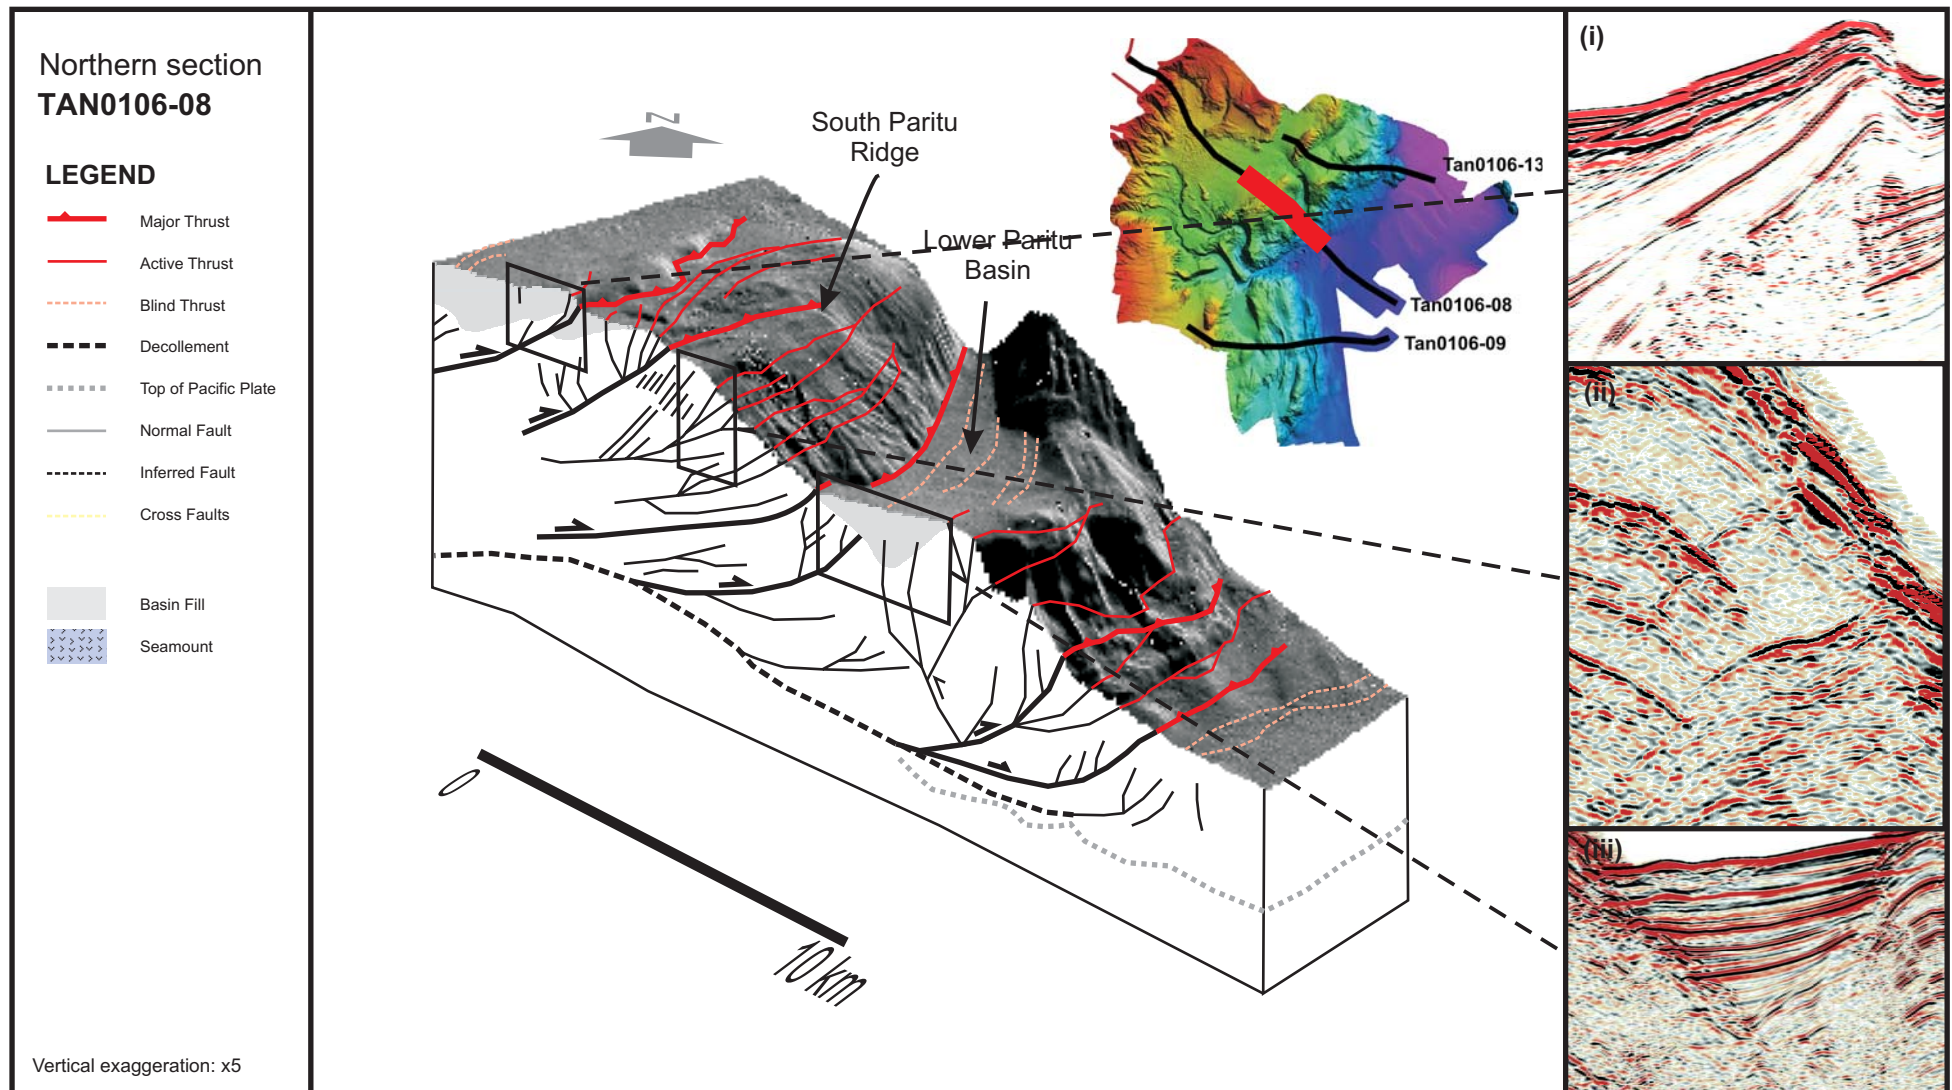 Northern section
TAN0106-08
LEGEND
Major Thrust
Active Thrust
Blind Thrust
Decollement
Top of Pacific Plate
Normal Fault
Inferred Fault
Cross Faults
Basin Fill
Seamount
Vertical exaggeration: x5
N
South Paritu
Ridge
Lower Paritu
Basin
0
10 km
Tan0106-13
Tan0106-08
Tan0106-09
(i)
(ii)
(iii)